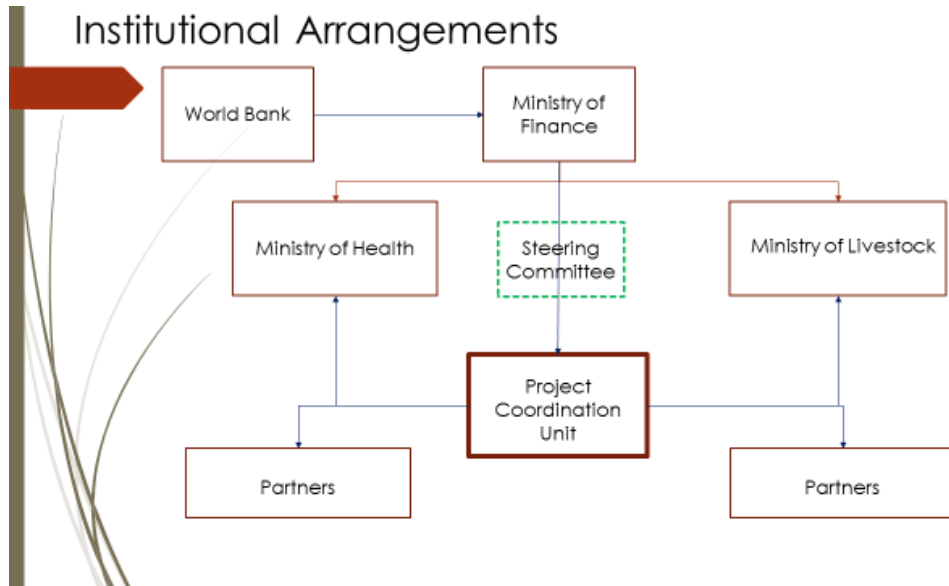 Institutional Arrangements
World Bank
Ministry of
Finance
Ministry of Health
Steering
Committee
Ministry of Livestock
Project
Coordination
Unit
Partners
Partners